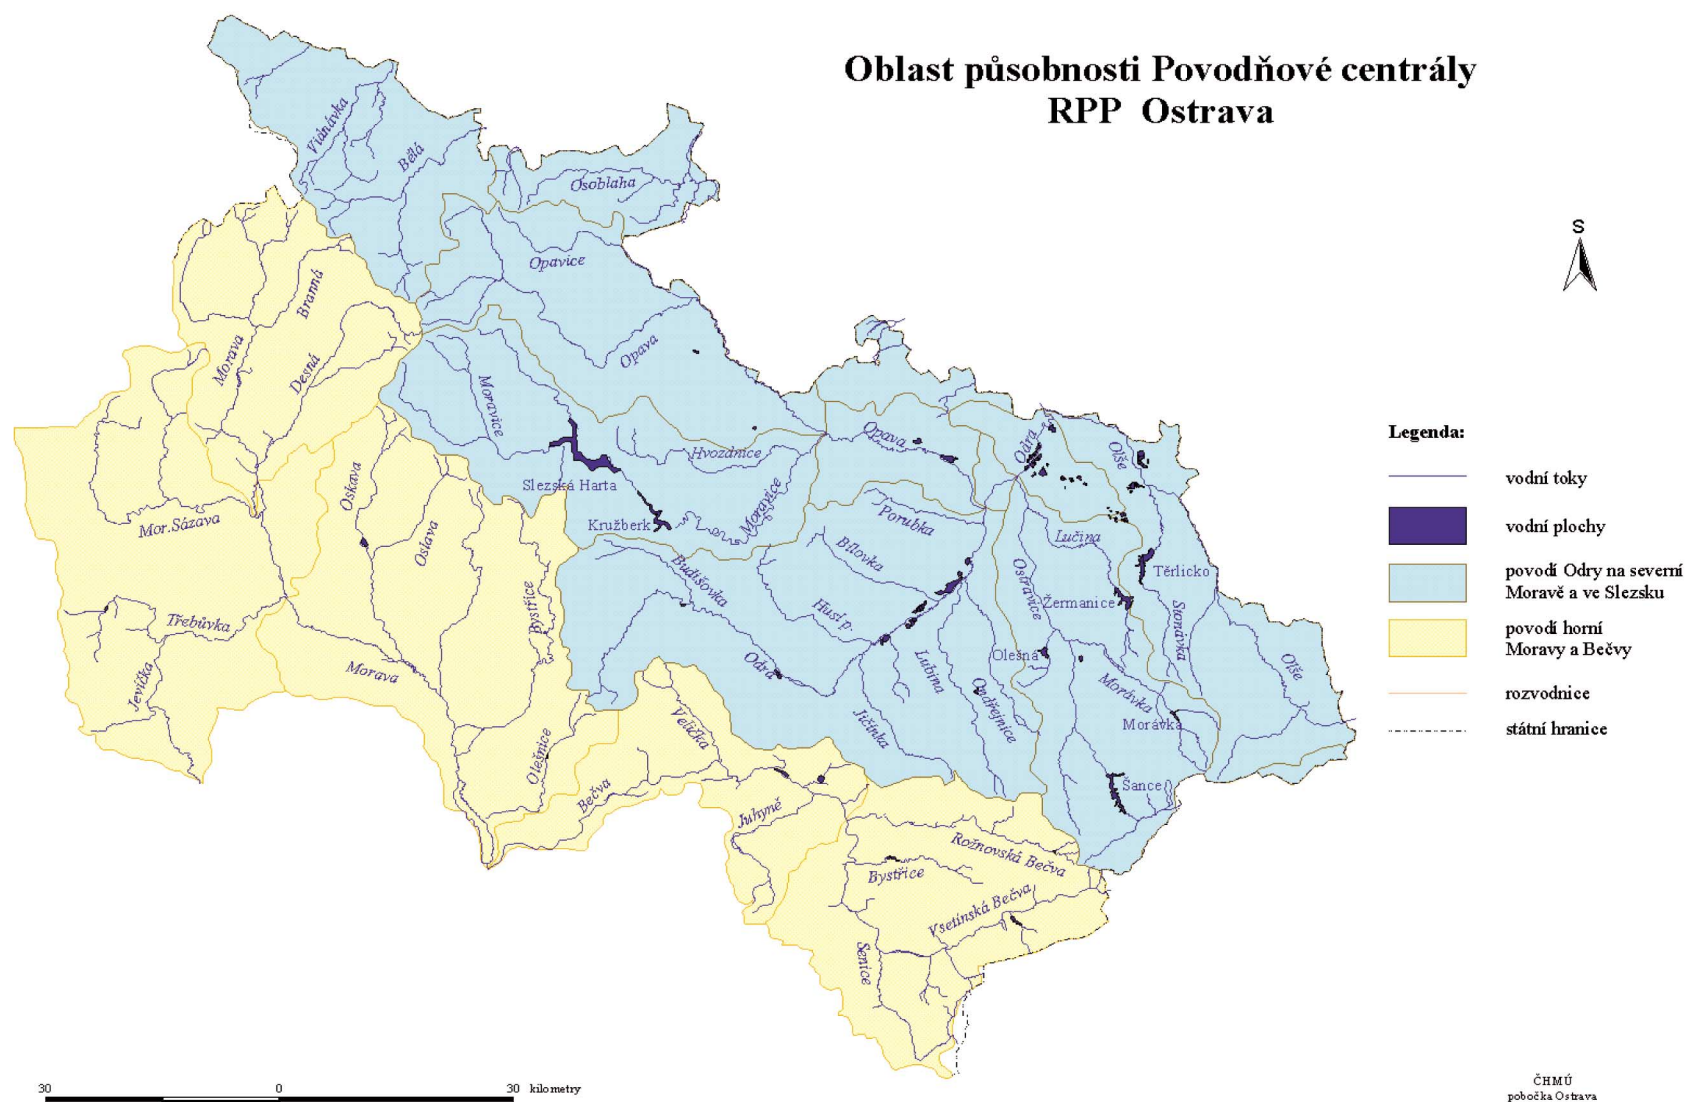 Oblast působnosti Povodňové centrály
RPP Ostrava
Vidnávka
Bělá
Osoblaha
Opavice
Branná
Morava
Desná
Opava
Moravice
Opava
Odra
Olše
Hvozdnice
Slezská Harta
Kružberk
Moravice
Oskava
Mor.Sázava
Oslava
Porubka
Bílovka
Lučina
Ostravice
Těrlicko
Budišovka
Bystřice
Husí p.
Žermanice
Stonávka
Třebůvka
Jevíčka
Morava
Odra
Lubina
Olešná
Ondřejnice
Morávka
Morávka
Olše
Jičínka
Velička
Olešnice
Bečva
Juhyně
Šance
Rožnovská Bečva
Bystřice
Vsetínská Bečva
Senice
S
Legenda:
vodní toky
vodní plochy
povodí Odry na severní
Moravě a ve Slezsku
povodí horní
Moravy a Bečvy
rozvodnice
státní hranice
30 0 30 kilometry
ČHMÚ
pobočka Ostrava